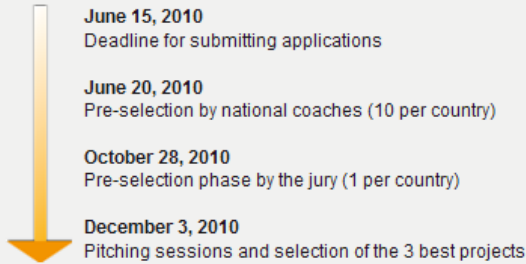 June 15, 2010
Deadline for submitting applications
June 20, 2010
Pre-selection by national coaches (10 per country)
October 28, 2010
Pre-selection phase by the jury (1 per country)
December 3, 2010
Pitching sessions and selection of the 3 best projects